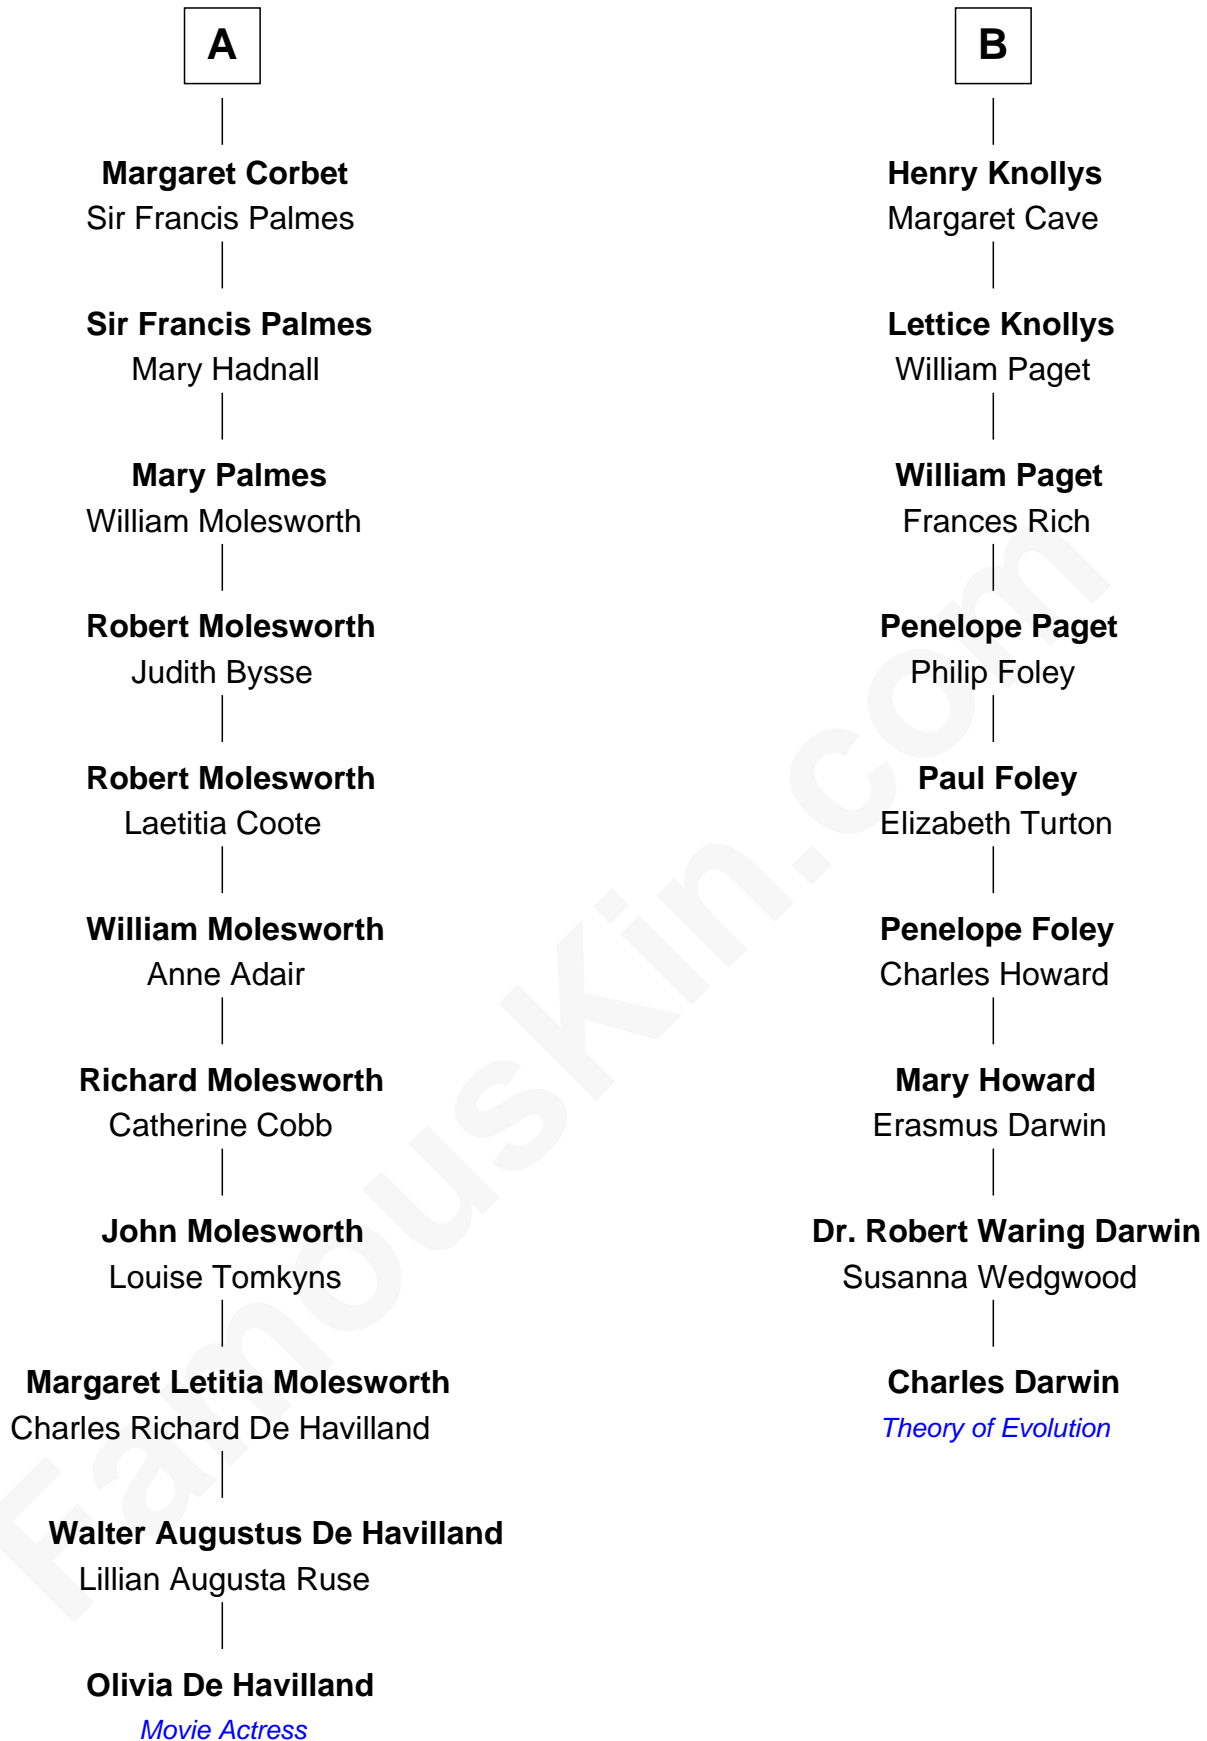 A
Margaret Corbet
Sir Francis Palmes
Sir Francis Palmes
Mary Hadnall
Mary Palmes
William Molesworth
Robert Molesworth
Judith Bysse
Robert Molesworth
Laetitia Coote
William Molesworth
Anne Adair
Richard Molesworth
Catherine Cobb
John Molesworth
Louise Tomkyns
Margaret Letitia Molesworth
Charles Richard De Havilland
Walter Augustus De Havilland
Lillian Augusta Ruse
Olivia De Havilland
Movie Actress
B
Henry Knollys
Margaret Cave
Lettice Knollys
William Paget
William Paget
Frances Rich
Penelope Paget
Philip Foley
Paul Foley
Elizabeth Turton
Penelope Foley
Charles Howard
Mary Howard
Erasmus Darwin
Dr. Robert Waring Darwin
Susanna Wedgwood
Charles Darwin
Theory of Evolution
FamousKin.com